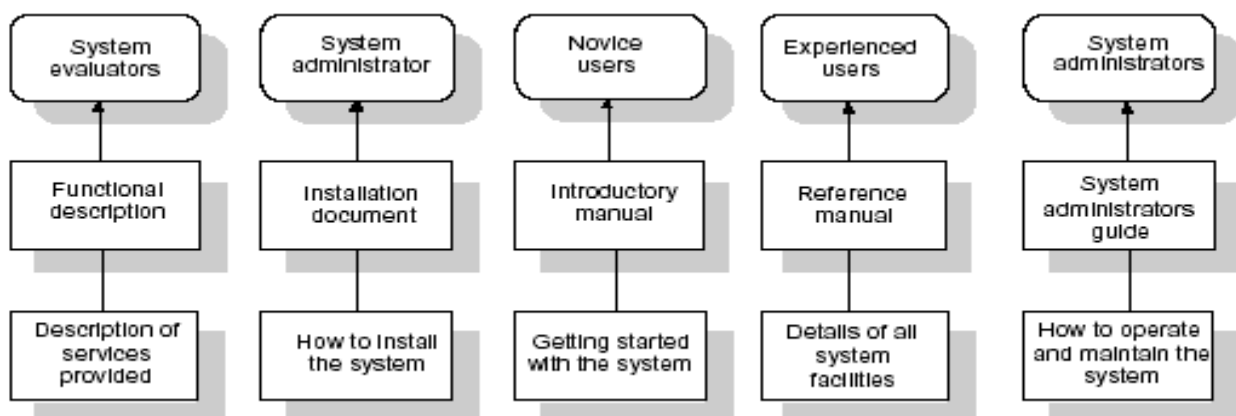 System
evaluators
System
administrator
Novice
users
Experienced
users
System
administrators
Functional
description
Installation
document
Introductory
manual
Reference
manual
System
administrators
guide
Description of
services
provided
How to install
the system
Getting started
with the system
Details of all
system
facilities
How to operate
and maintain the
system